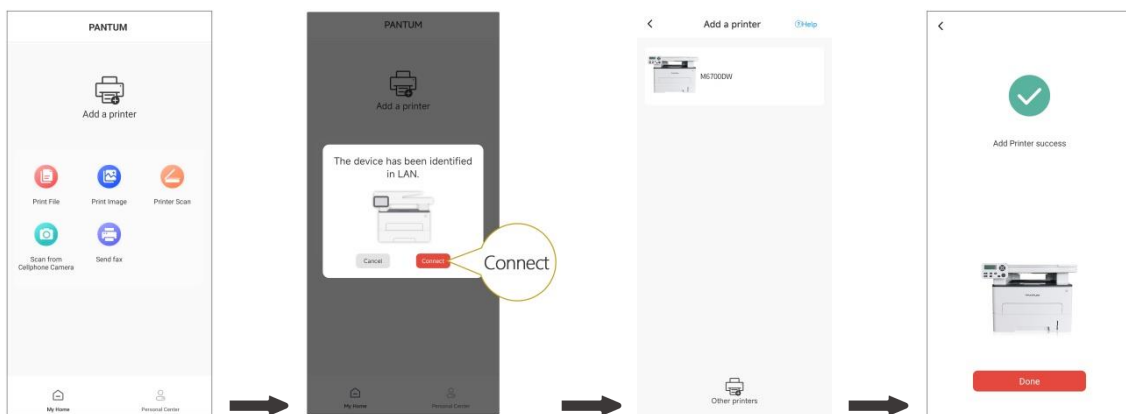 PANTUM
Add a printer
Print File
Print Image
Printer Scan
Scan from
Cellphone Camera
Send fax
My Home
Personal Center
PANTUM
Add a printer
The device has been identified
in LAN.
Cancel
Connect
Connect
My Home
Personal Center
Add a printer
Help
M6700DW
Other printers
Add Printer success
Done